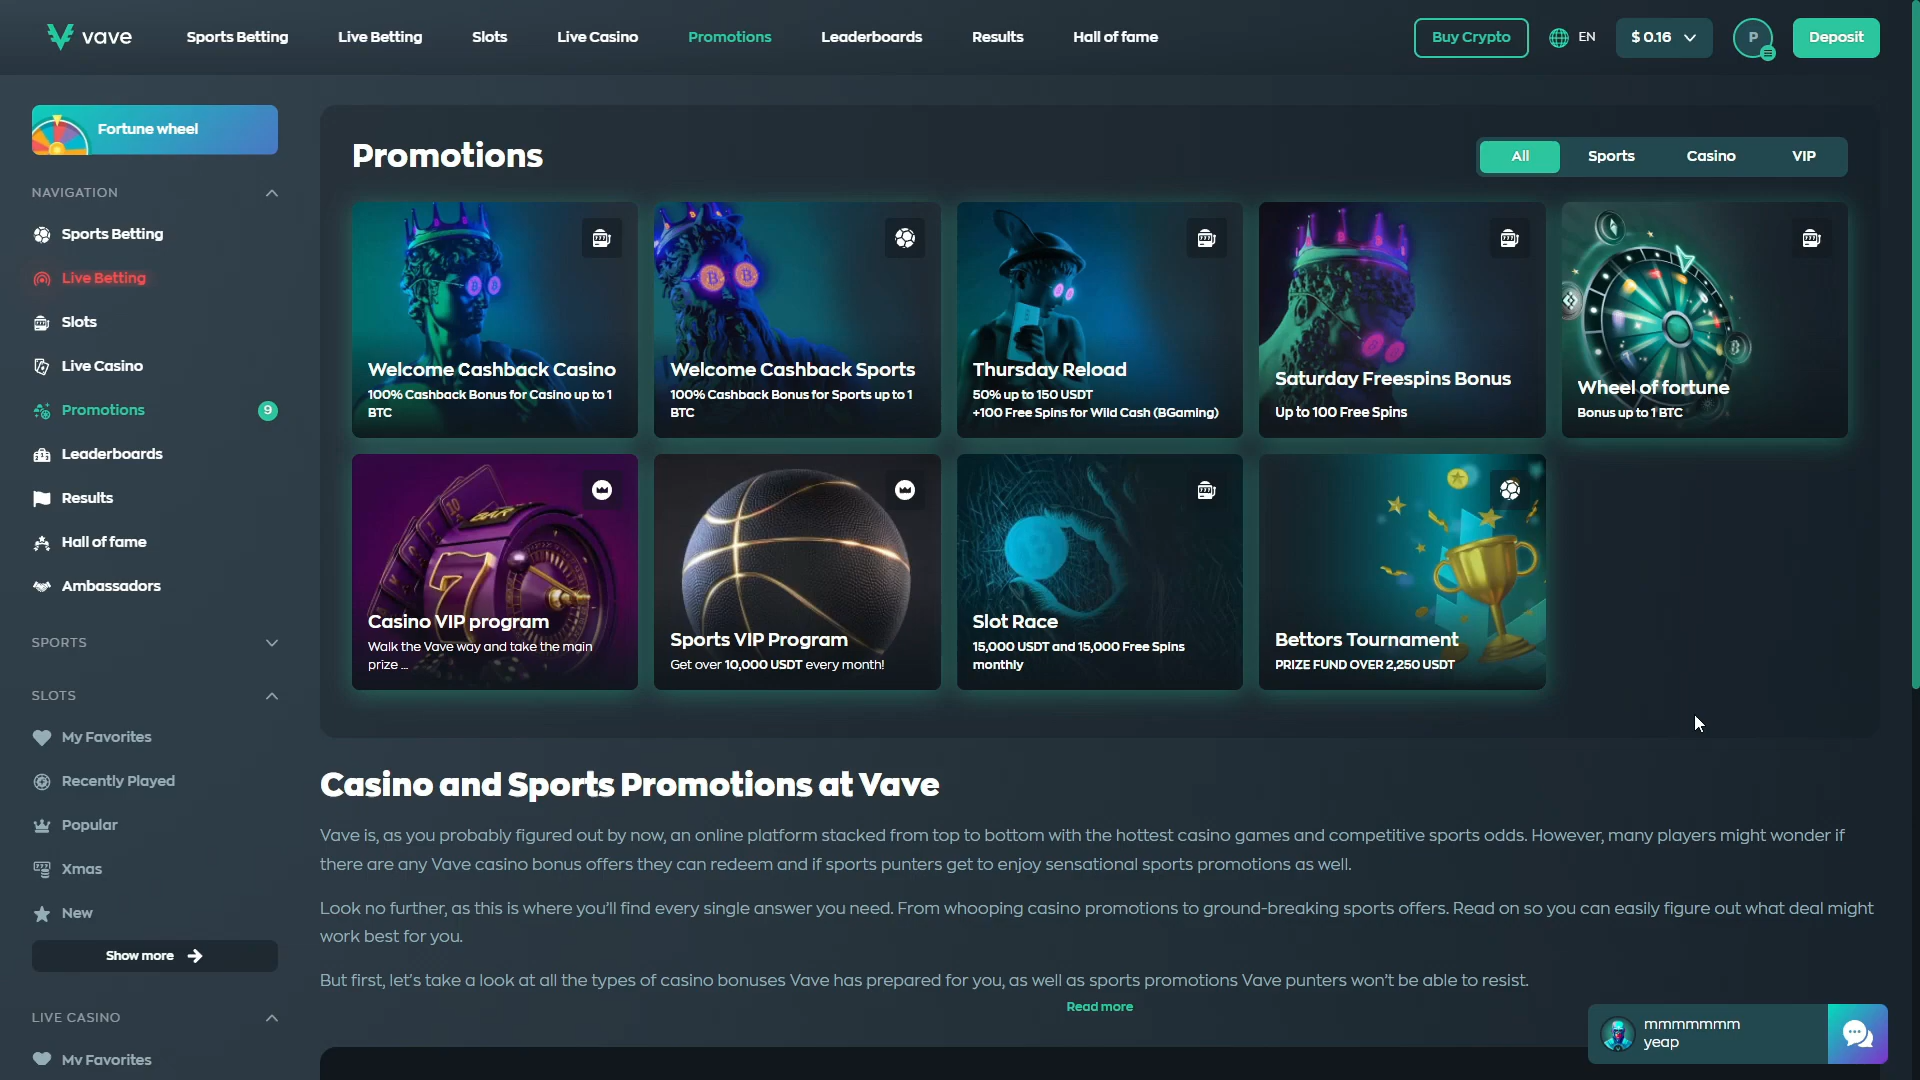 vave
Sports Betting
Live Betting
Slots
Live Casino
Promotions
Leaderboards
Results
Hall of fame
Buy Crypto
EN
$ 0.16
P
Deposit
Fortune wheel
NAVIGATION
Sports Betting
Live Betting
Slots
Live Casino
Promotions
9
Leaderboards
Results
Hall of fame
Ambassadors
SPORTS
SLOTS
My Favorites
Recently Played
Popular
Xmas
New
Show more
LIVE CASINO
My Favorites
Promotions
All
Sports
Casino
VIP
Welcome Cashback Casino
100% Cashback Bonus for Casino up to 1
BTC
Welcome Cashback Sports
100% Cashback Bonus for Sports up to 1
BTC
Thursday Reload
50% up to 150 USDT
+100 Free Spins for Wild Cash (BGaming)
Saturday Freespins Bonus
Up to 100 Free Spins
Wheel of fortune
Bonus up to 1 BTC
BAR
7
Casino VIP program
Walk the Vave way and take the main
prize ...
Sports VIP Program
Get over 10,000 USDT every month!
Slot Race
15,000 USDT and 15,000 Free Spins
monthly
Bettors Tournament
PRIZE FUND OVER 2,250 USDT
Casino and Sports Promotions at Vave
Vave is, as you probably figured out by now, an online platform stacked from top to bottom with the hottest casino games and competitive sports odds. However, many players might wonder if
there are any Vave casino bonus offers they can redeem and if sports punters get to enjoy sensational sports promotions as well.
Look no further, as this is where you'll find every single answer you need. From whooping casino promotions to ground-breaking sports offers. Read on so you can easily figure out what deal might
work best for you.
But first, let's take a look at all the types of casino bonuses Vave has prepared for you, as well as sports promotions Vave punters won't be able to resist.
Read more
mmmmmmm
yeap